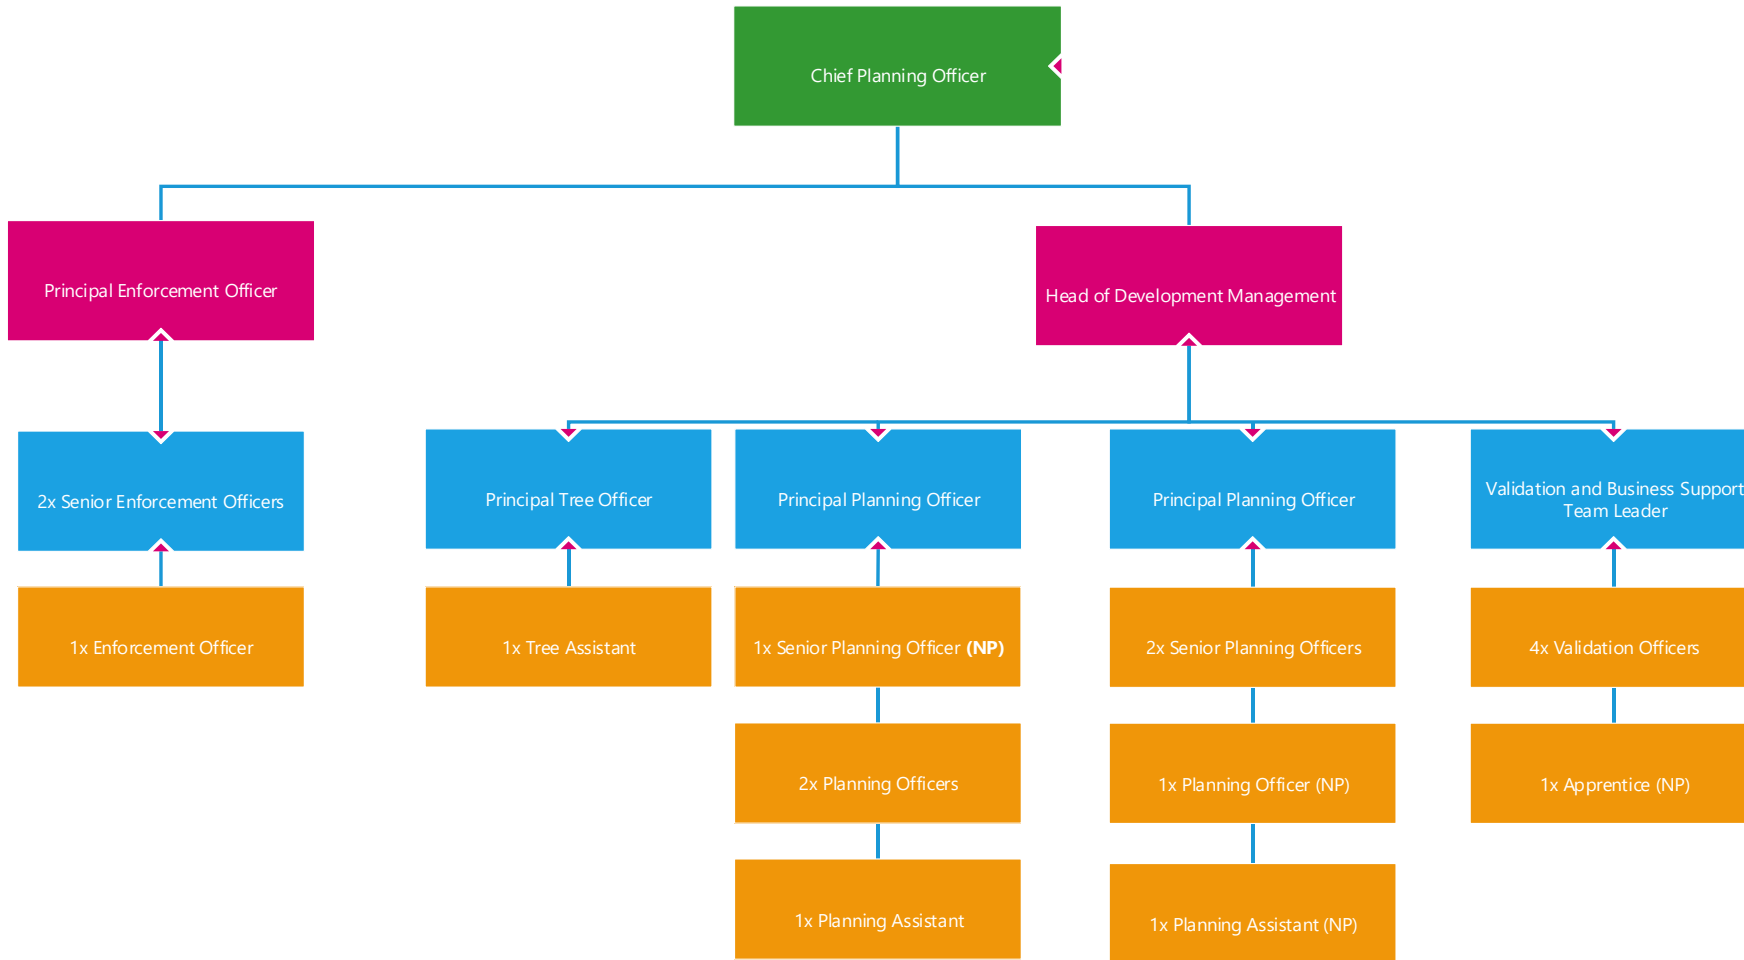 Chief Planning Officer
Principal Enforcement Officer
Head of Development Management
2x Senior Enforcement Officers
Principal Tree Officer
Principal Planning Officer
Principal Planning Officer
Validation and Business Support
Team Leader
1x Enforcement Officer
1x Tree Assistant
1x Senior Planning Officer (NP)
2x Senior Planning Officers
4x Validation Officers
2x Planning Officers
1x Planning Officer (NP)
1x Apprentice (NP)
1x Planning Assistant
1x Planning Assistant (NP)